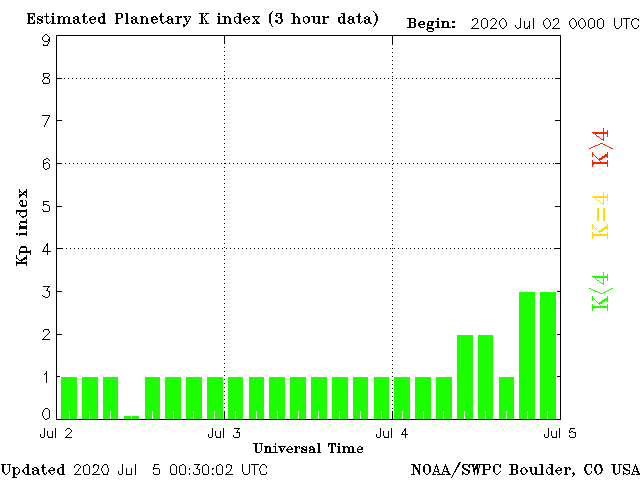 Estimated Planetary K index (3 hour data)
Begin: 2020 Jul 02 0000 UTC
9
8
7
6
5
4
3
2
1
0
Kp index
K>4
K=4
K<4
Jul 2
Jul 3
Jul 4
Jul 5
Universal Time
Updated 2020 Jul 5 00:30:02 UTC
NOAA/SWPC Boulder, CO USA